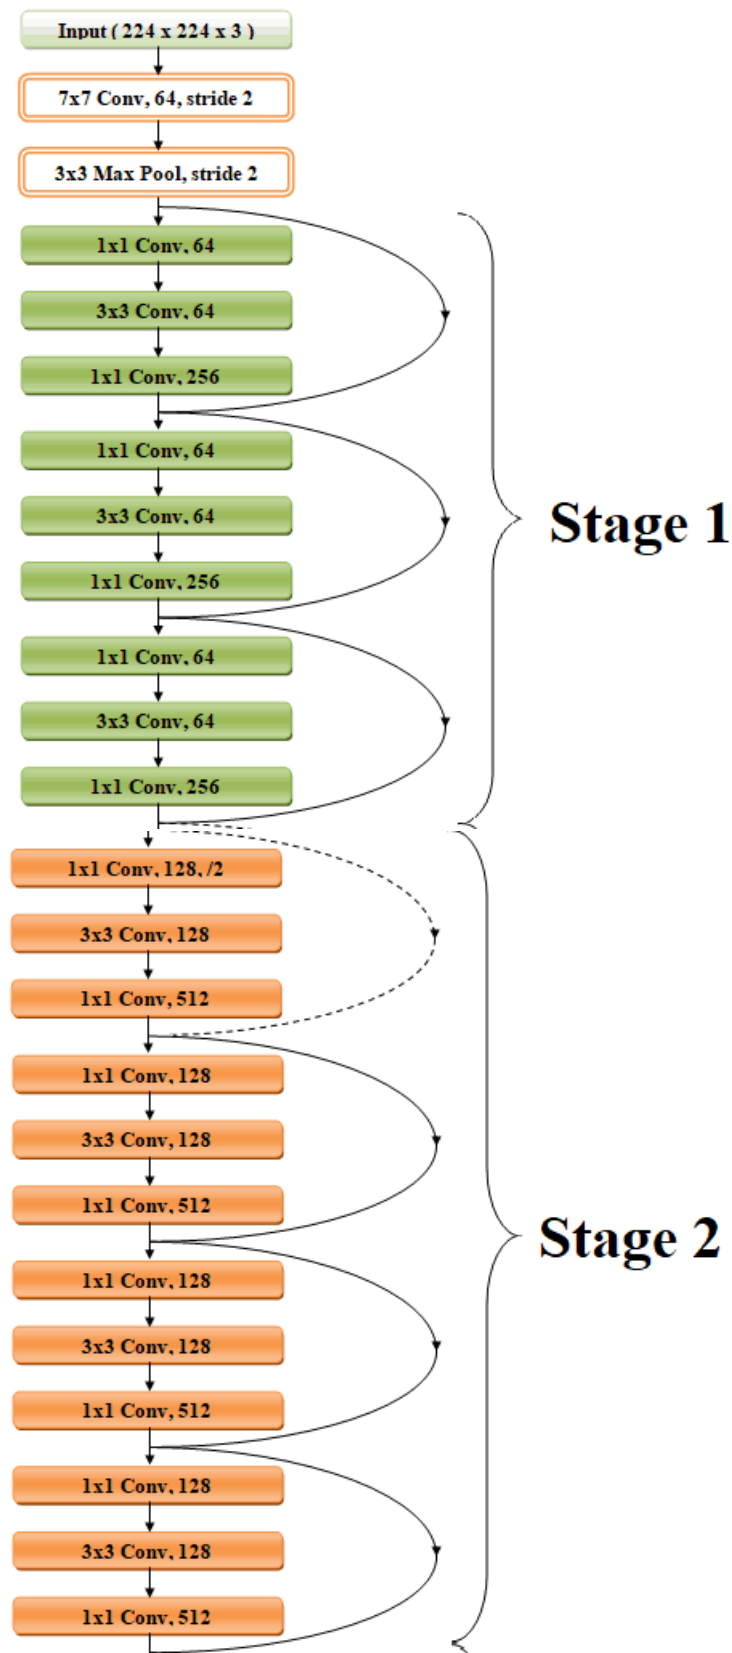 Input ( 224 x 224 x 3 )
7x7 Conv, 64, stride 2
3x3 Max Pool, stride 2
1x1 Conv, 64
3x3 Conv, 64
1x1 Conv, 256
1x1 Conv, 64
3x3 Conv, 64
1x1 Conv, 256
1x1 Conv, 64
3x3 Conv, 64
1x1 Conv, 256
Stage 1
1x1 Conv, 128, /2
3x3 Conv, 128
1x1 Conv, 512
1x1 Conv, 128
3x3 Conv, 128
1x1 Conv, 512
1x1 Conv, 128
3x3 Conv, 128
1x1 Conv, 512
1x1 Conv, 128
3x3 Conv, 128
1x1 Conv, 512
Stage 2